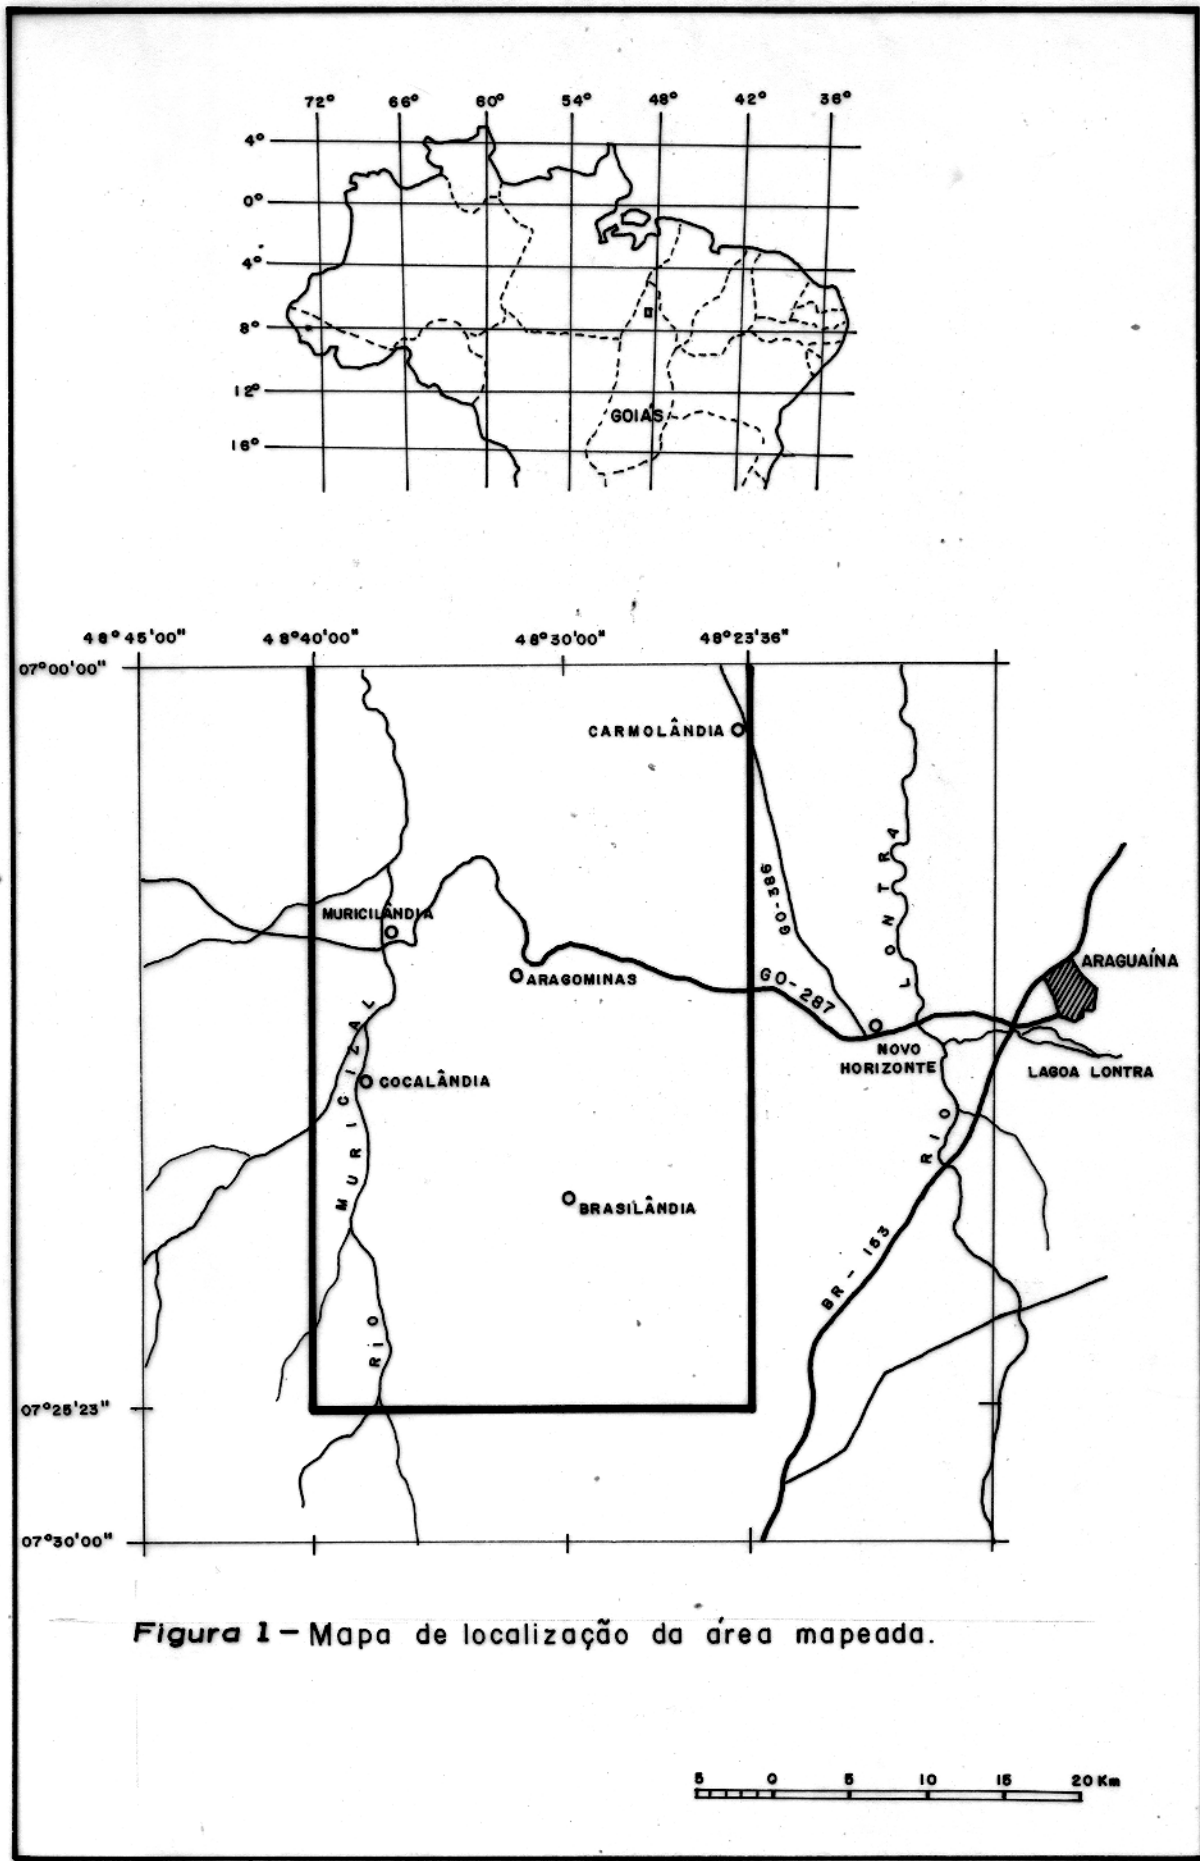 72° 66° 60° 54° 48° 42° 36°
4°
0°
4°
8°
12°
GOIÁS
16°
48°45'00" 48°40'00" 48°30'00" 48°23'36"
07°00'00"
CARMOLÂNDIA
GO-386
LONTRA
MURICILÂNDIA
ARAGUAÍNA
ARAGOMINAS
GO-287
NOVO
HORIZONTE
LAGOA LONTRA
COCALÂNDIA
RIO MURICIZAL
RIO
BRASILÂNDIA
BR-153
07°25'23"
07°30'00"
Figura 1 - Mapa de localização da área mapeada.
5 0 5 10 15 20 Km